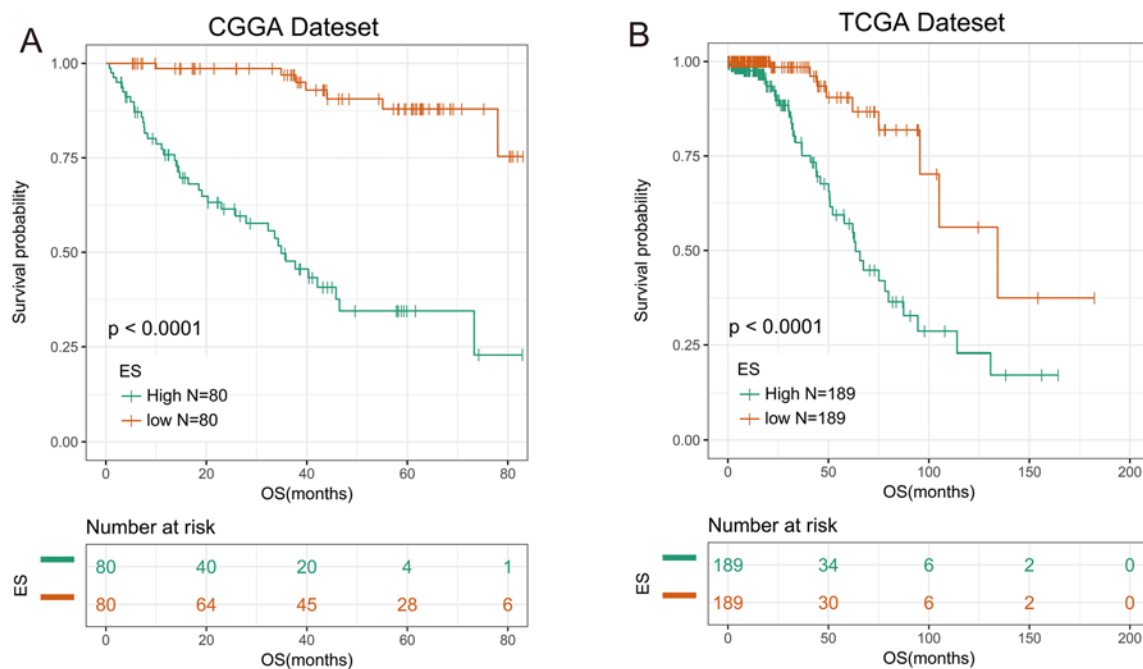 A
CGGA Dateset
Survival probability
1.00
0.75
0.50
0.25
0.00
p < 0.0001
ES
High N=80
low N=80
0 20 40 60 80
OS(months)
Number at risk
ES
80 40 20 4 1
80 64 45 28 6
0 20 40 60 80
OS(months)
B
TCGA Dateset
Survival probability
1.00
0.75
0.50
0.25
0.00
p < 0.0001
ES
High N=189
low N=189
0 50 100 150 200
OS(months)
Number at risk
ES
189 34 6 2 0
189 30 6 2 0
0 50 100 150 200
OS(months)